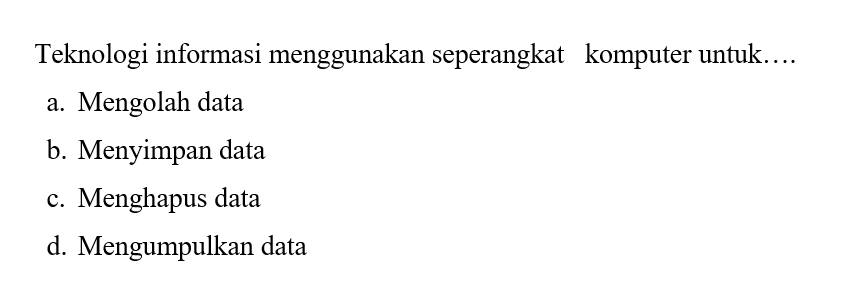 Teknologi informasi menggunakan seperangkat komputer untuk….
a. Mengolah data
b. Menyimpan data
c. Menghapus data
d. Mengumpulkan data